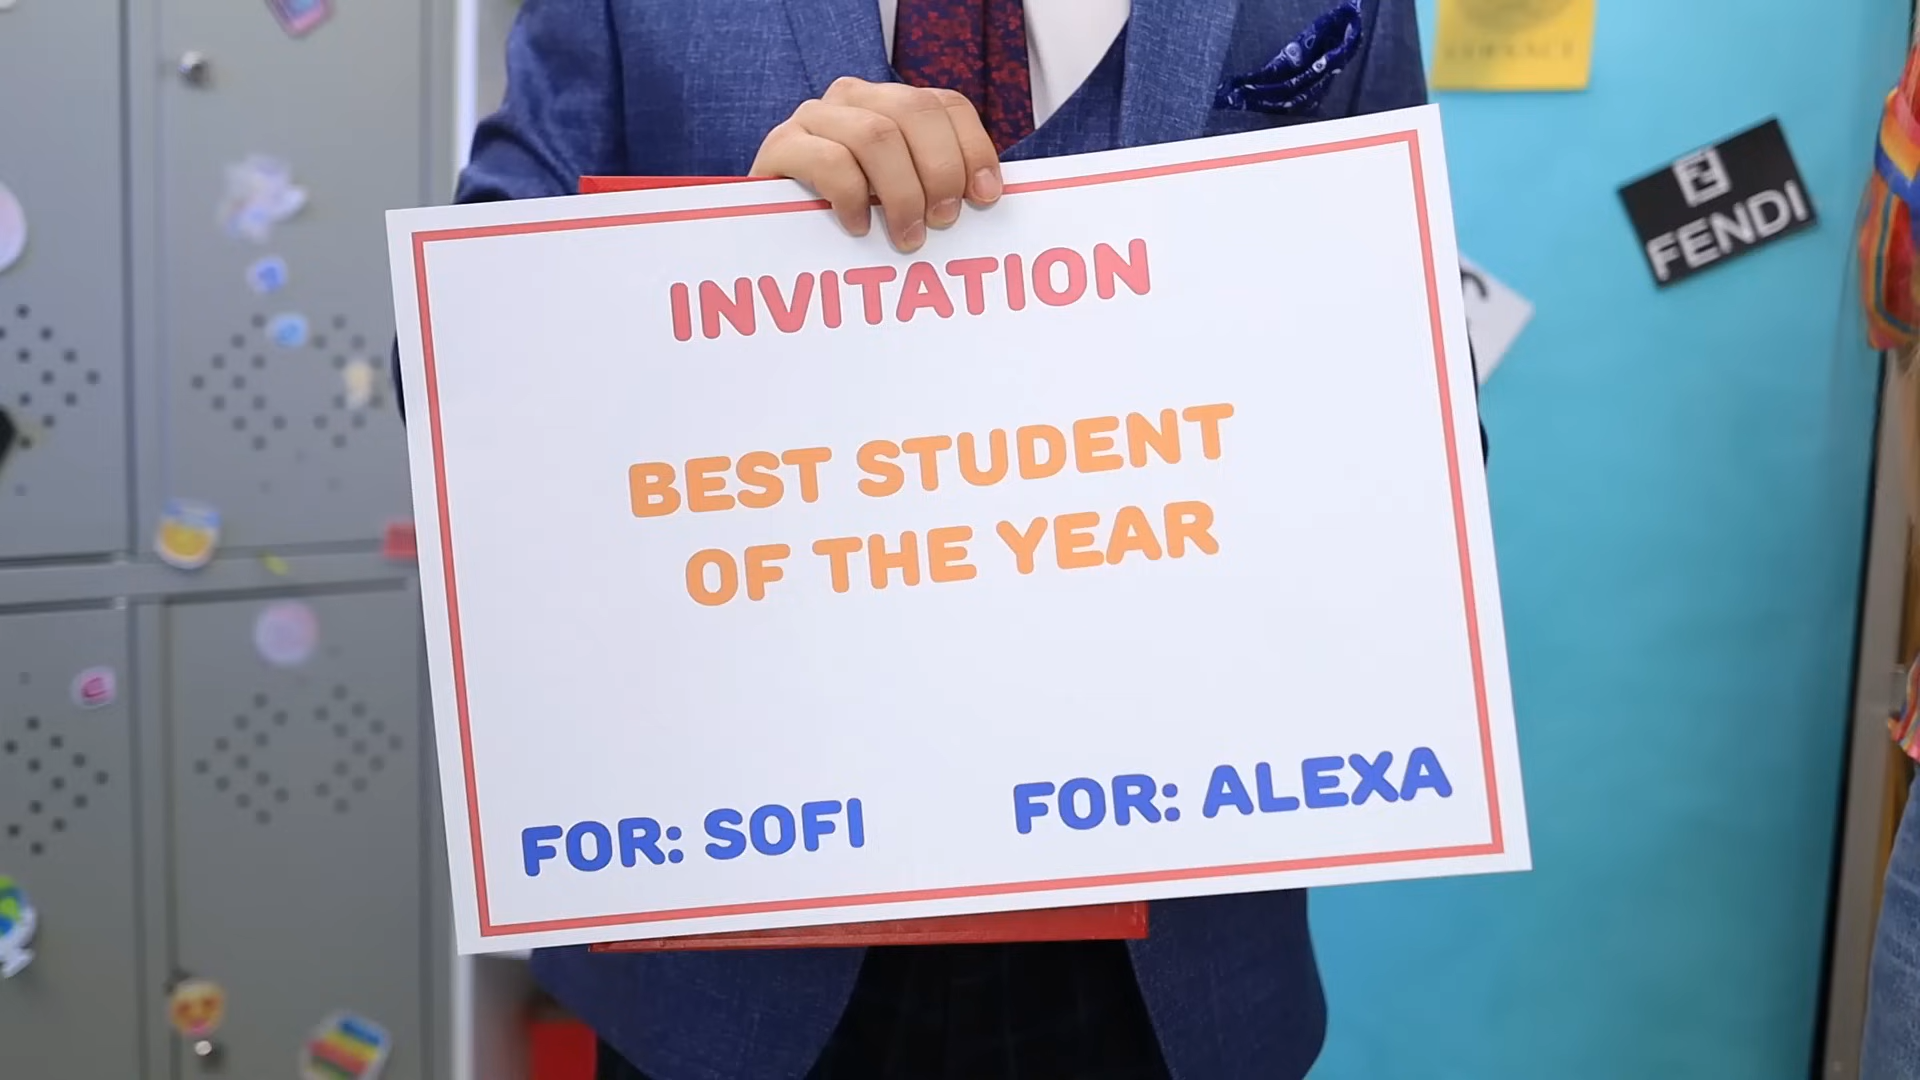 INVITATION
BEST STUDENT
OF THE YEAR
FOR: SOFI
FOR: ALEXA
FENDI